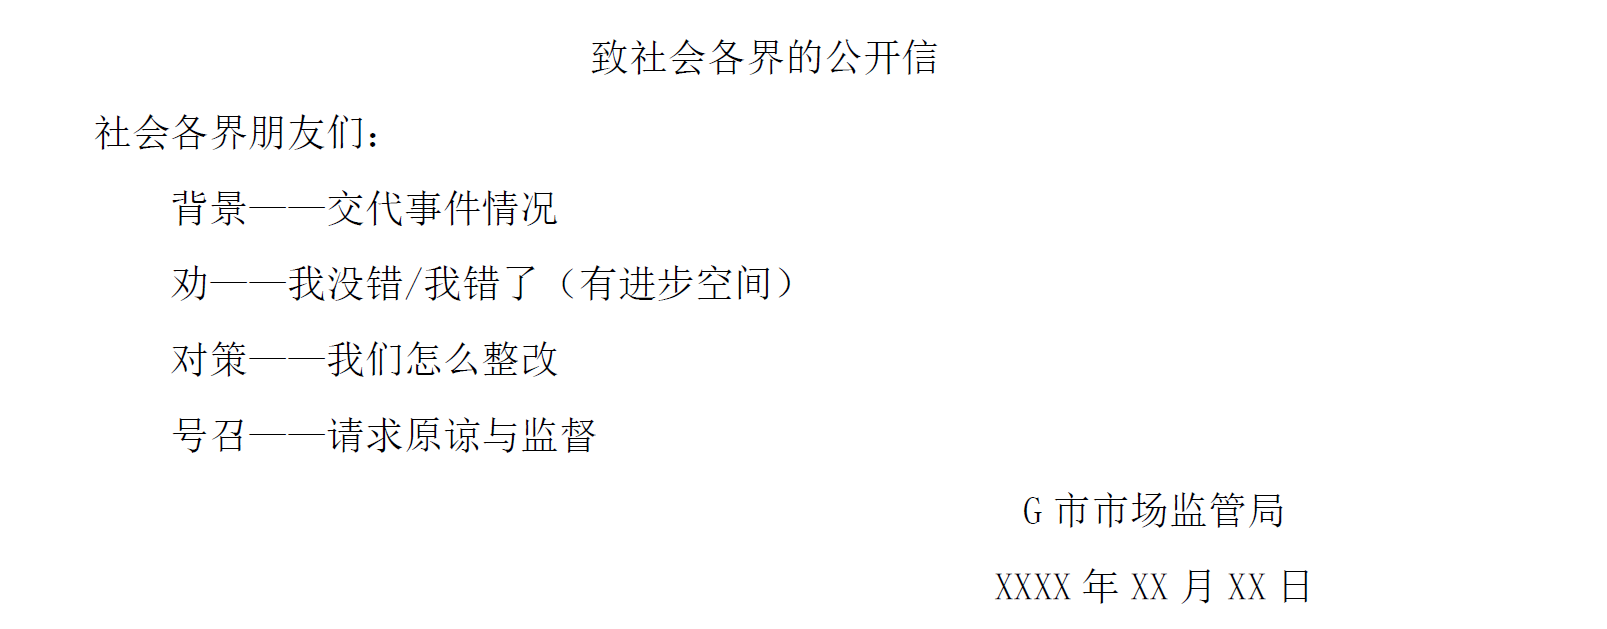 致社会各界的公开信
社会各界朋友们：
背景——交代事件情况
劝——我没错/我错了（有进步空间）
对策——我们怎么整改
号召——请求原谅与监督
G 市市场监管局
XXXX 年 XX 月 XX 日